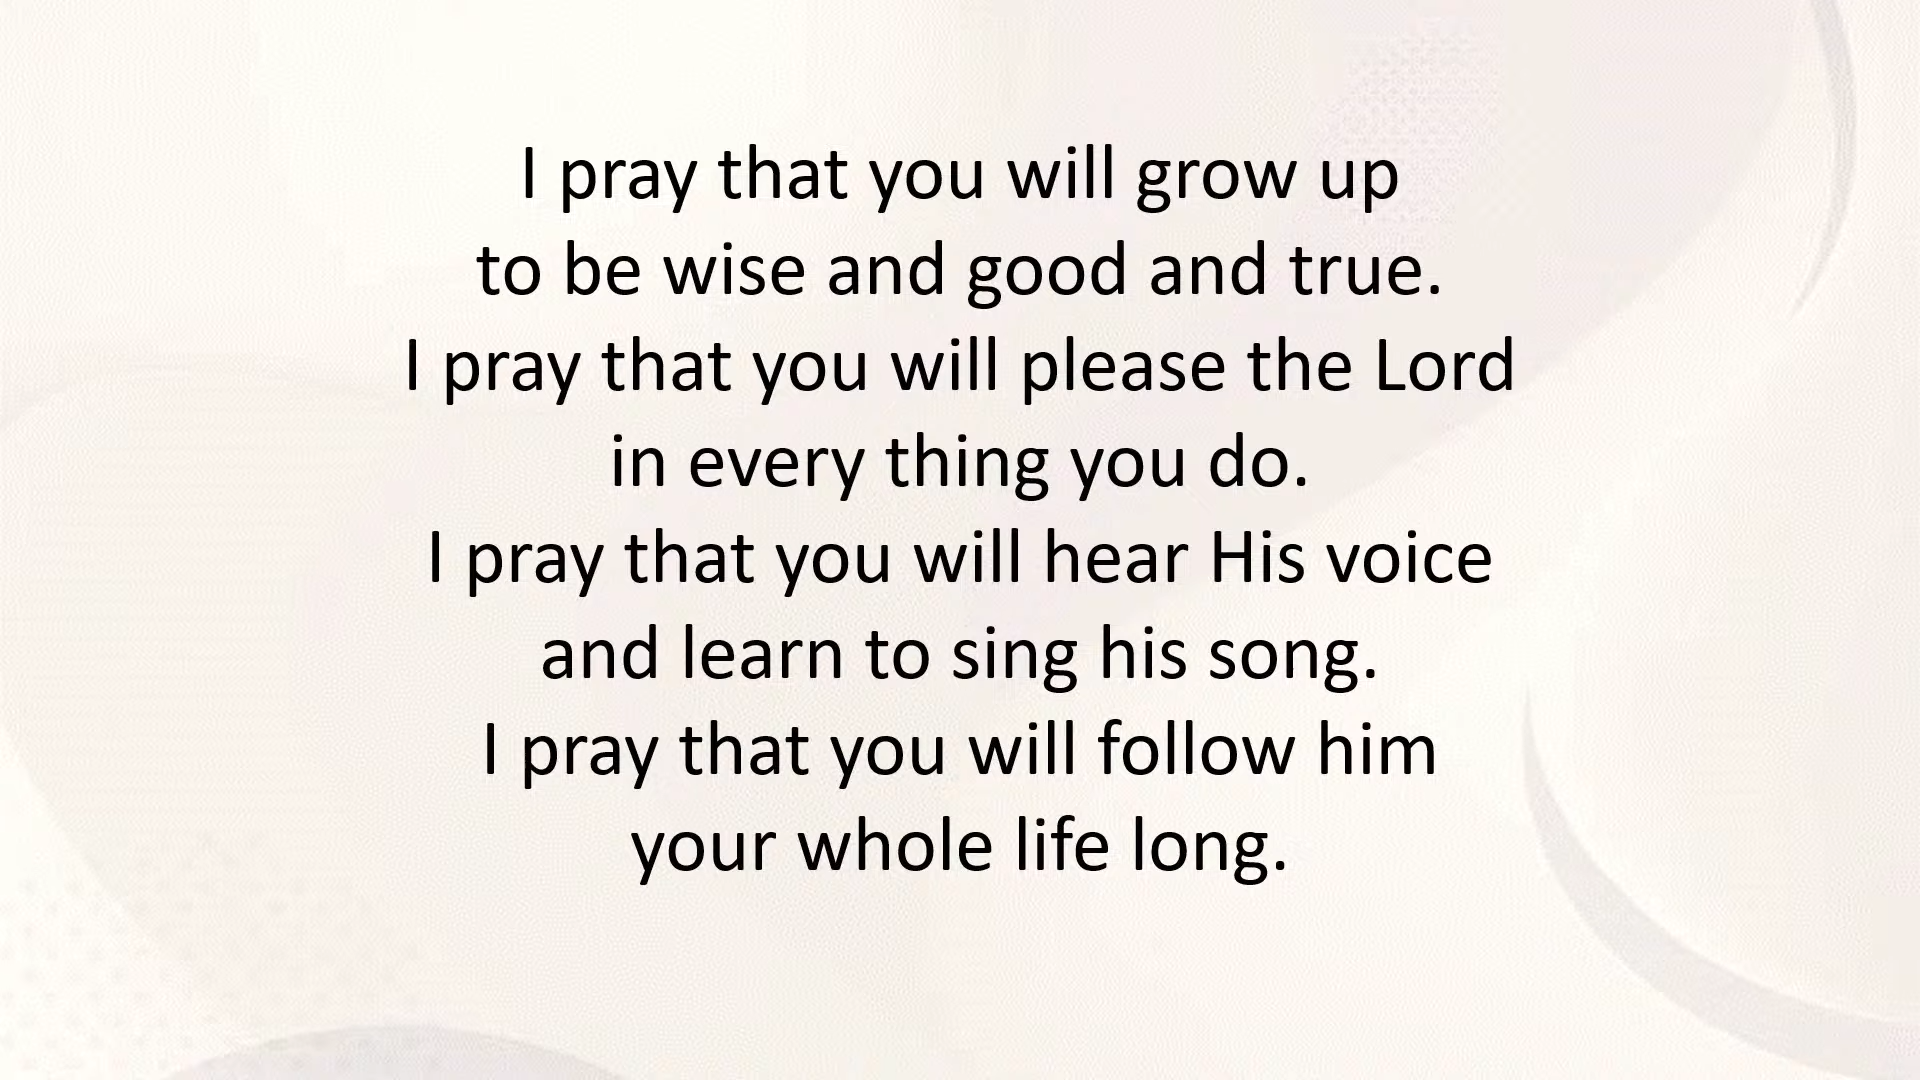 I pray that you will grow up
to be wise and good and true.
I pray that you will please the Lord
in every thing you do.
I pray that you will hear His voice
and learn to sing his song.
I pray that you will follow him
your whole life long.